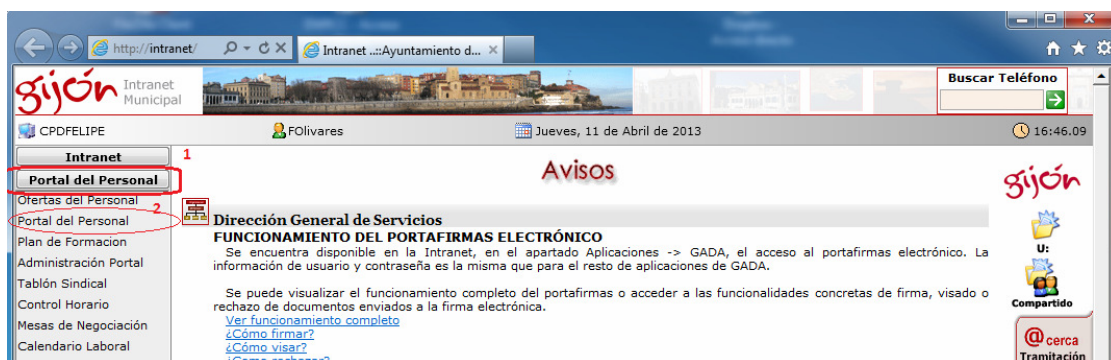 http://intranet/
Intranet ..::Ayuntamiento d...
gijón Intranet Municipal
Buscar Teléfono
CPDFELIPE
FOlivares
Jueves, 11 de Abril de 2013
16:46.09
Intranet
1
Portal del Personal
Ofertas del Personal
2
Portal del Personal
Plan de Formacion
Administración Portal
Tablón Sindical
Control Horario
Mesas de Negociación
Calendario Laboral
Avisos
Dirección General de Servicios
FUNCIONAMIENTO DEL PORTAFIRMAS ELECTRÓNICO
Se encuentra disponible en la Intranet, en el apartado Aplicaciones -> GADA, el acceso al portafirmas electrónico. La
información de usuario y contraseña es la misma que para el resto de aplicaciones de GADA.
Se puede visualizar el funcionamiento completo del portafirmas o acceder a las funcionalidades concretas de firma, visado o
rechazo de documentos enviados a la firma electrónica.
Ver funcionamiento completo
¿Cómo firmar?
¿Cómo visar?
gijón
U:
Compartido
@cerca
Tramitación